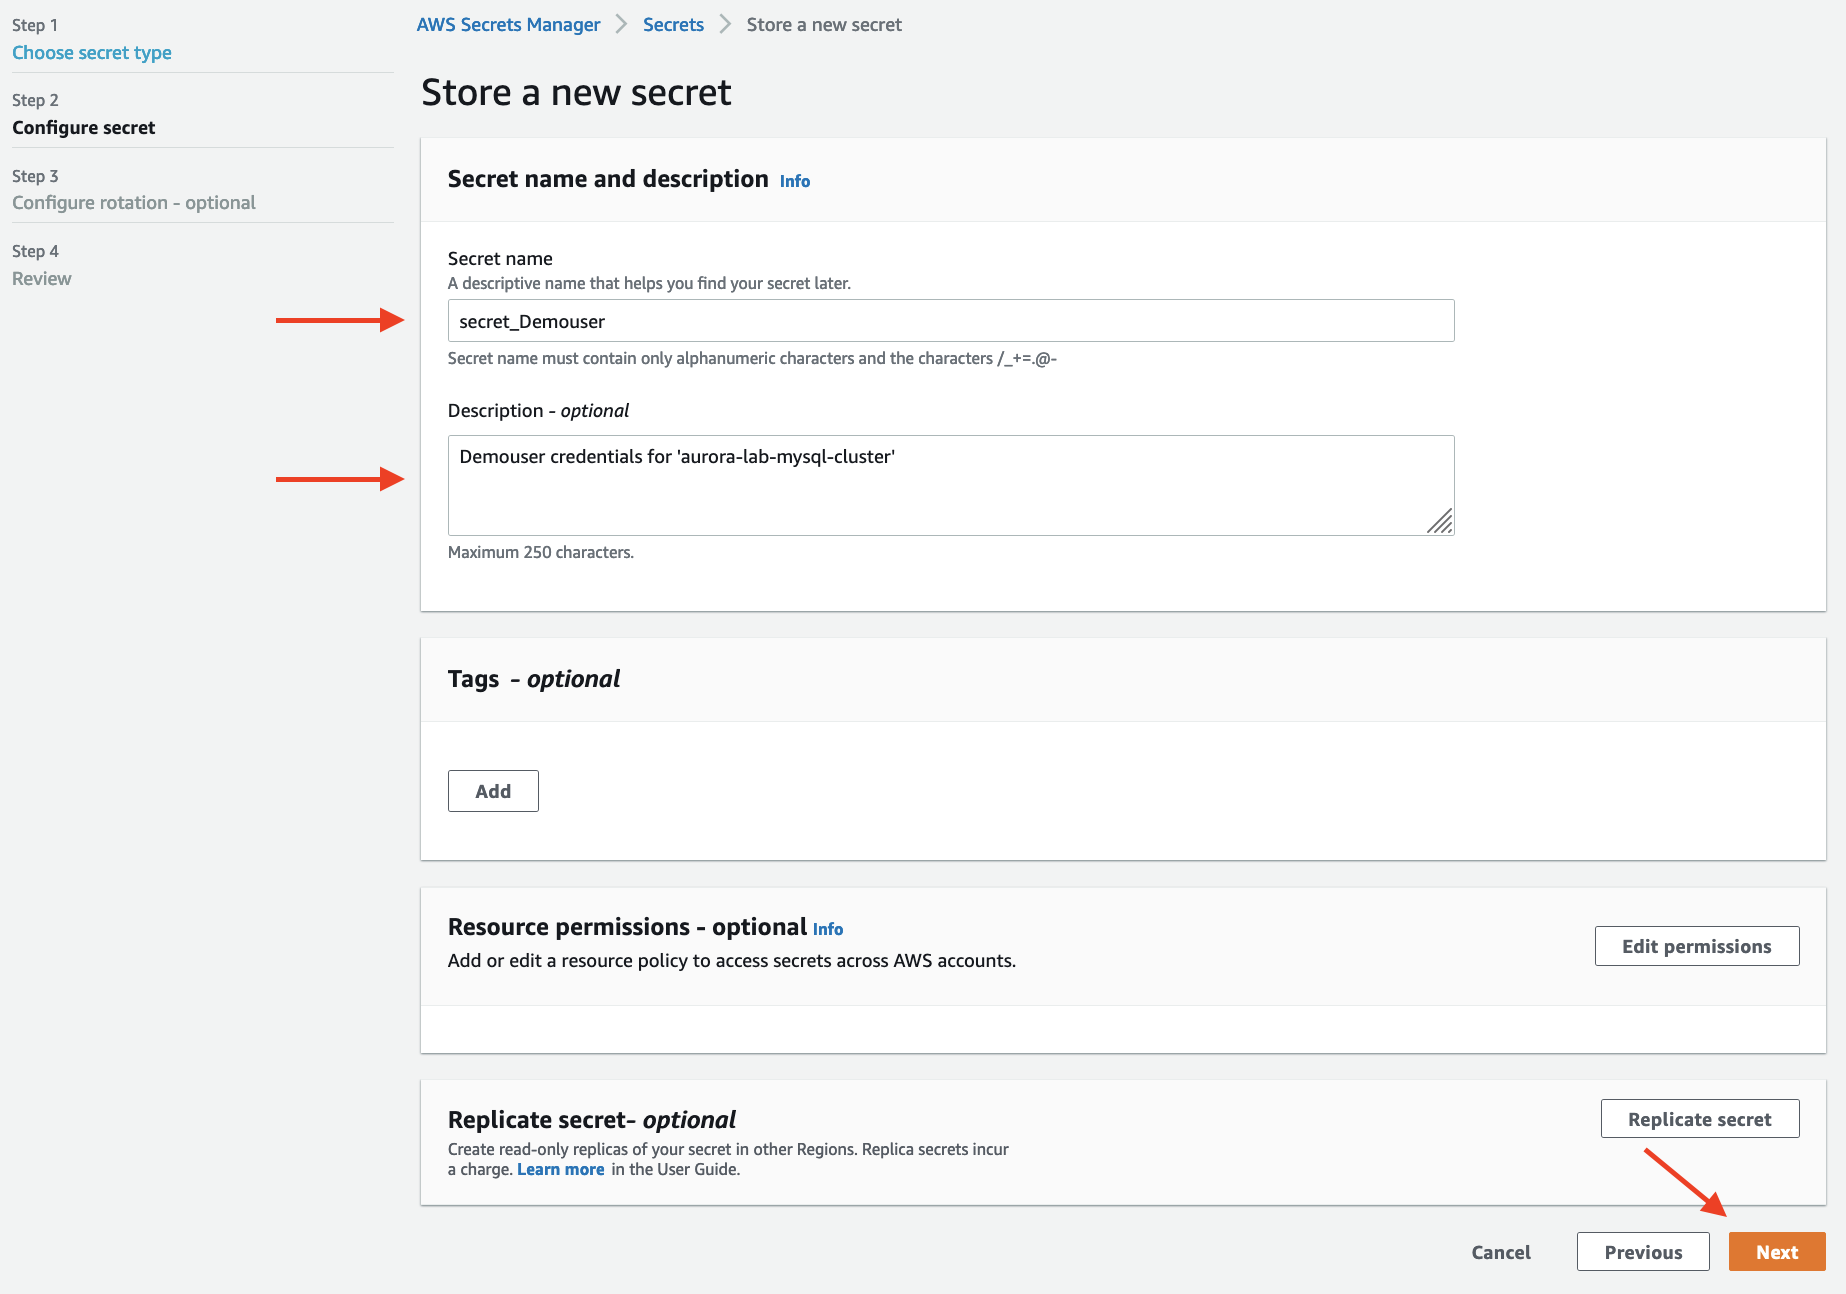 Step 1
Choose secret type
Step 2
Configure secret
Step 3
Configure rotation - optional
Step 4
Review
AWS Secrets Manager > Secrets > Store a new secret
Store a new secret
Secret name and description Info
Secret name
A descriptive name that helps you find your secret later.
secret_Demouser
Secret name must contain only alphanumeric characters and the characters /_+=.@-
Description - optional
Demouser credentials for 'aurora-lab-mysql-cluster'
Maximum 250 characters.
Tags - optional
Add
Resource permissions - optional Info
Add or edit a resource policy to access secrets across AWS accounts.
Edit permissions
Replicate secret- optional
Create read-only replicas of your secret in other Regions. Replica secrets incur
a charge. Learn more in the User Guide.
Replicate secret
Cancel
Previous
Next